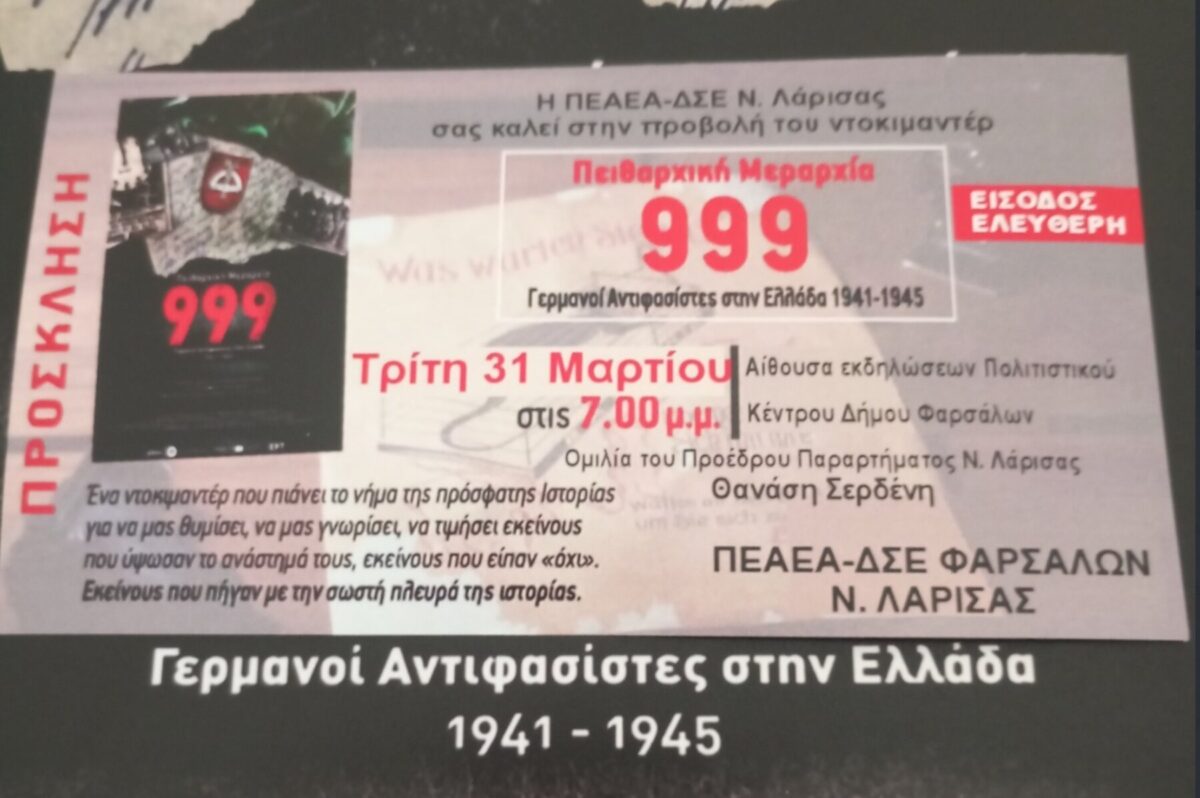 ΠΡΟΣΚΛΗΣΗ
Η ΠΕΑΕΑ-ΔΣΕ Ν. Λάρισας
σας καλεί στην προβολή του ντοκιμαντέρ
Πειθαρχική Μεραρχία
999
Γερμανοί Αντιφασίστες στην Ελλάδα 1941-1945
ΕΙΣΟΔΟΣ
ΕΛΕΥΘΕΡΗ
Πειθαρχική Μεραρχία
999
Was warten
Τρίτη 31 Μαρτίου
στις 7.00 μ.μ.
Αίθουσα εκδηλώσεων Πολιτιστικού
Κέντρου Δήμου Φαρσάλων
Ομιλία του Προέδρου Παραρτήματος Ν. Λάρισας
Θανάση Σερδένη
Ένα ντοκιμαντέρ που πιάνει το νήμα της πρόσφατης Ιστορίας
για να μας θυμίσει, να μας γνωρίσει, να τιμήσει εκείνους
που ύψωσαν το ανάστημά τους, εκείνους που είπαν «όχι».
Εκείνους που πήγαν με την σωστή πλευρά της ιστορίας.
ΠΕΑΕΑ-ΔΣΕ ΦΑΡΣΑΛΩΝ
Ν. ΛΑΡΙΣΑΣ
Γερμανοί Αντιφασίστες στην Ελλάδα
1941 - 1945